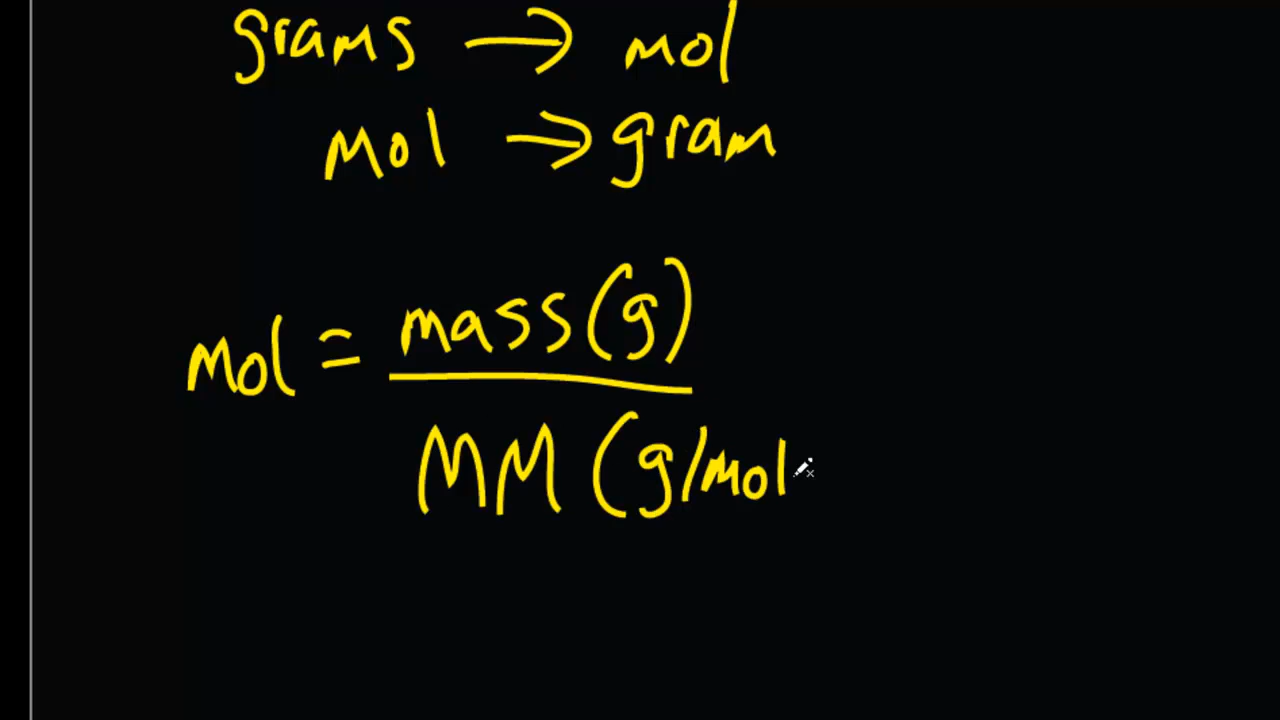 grams → mol
mol → gram
mol = mass(g)
MM (g/mol